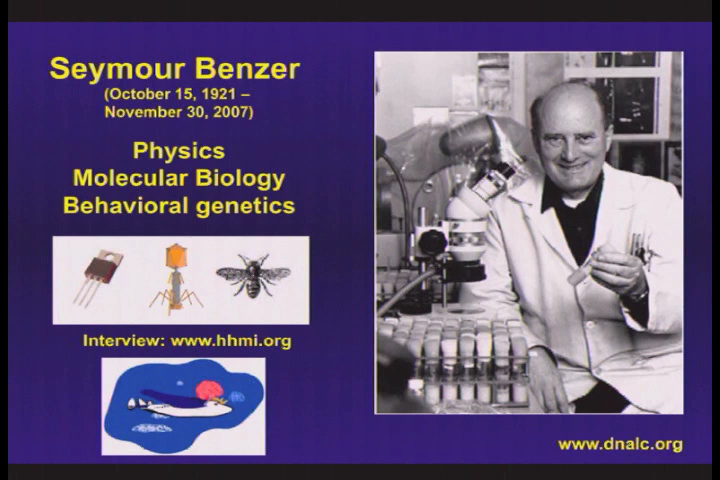 Seymour Benzer
(October 15, 1921 –
November 30, 2007)
Physics
Molecular Biology
Behavioral genetics
Interview: www.hhmi.org
www.dnalc.org